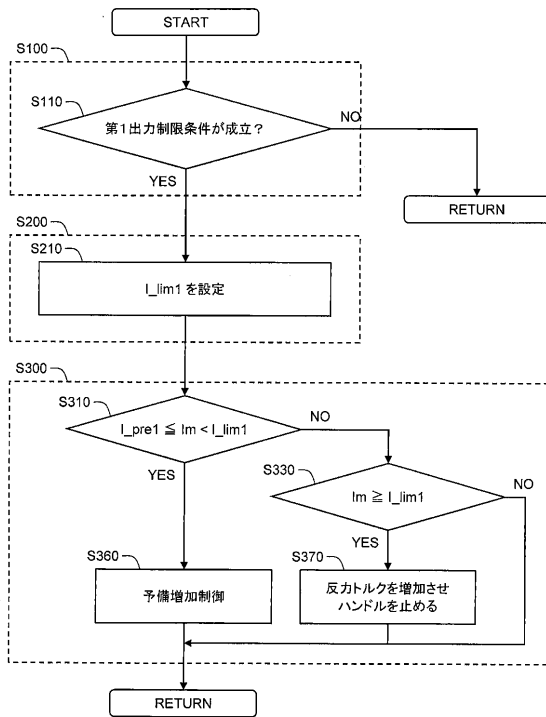 START
S100
S110
第1出力制限条件が成立?
NO
YES
RETURN
S200
S210
I_lim1 を設定
S300
S310
I_pre1 ≦ Im < I_lim1
NO
YES
S330
Im ≧ I_lim1
NO
YES
S360
予備増加制御
S370
反力トルクを増加させ
ハンドルを止める
RETURN